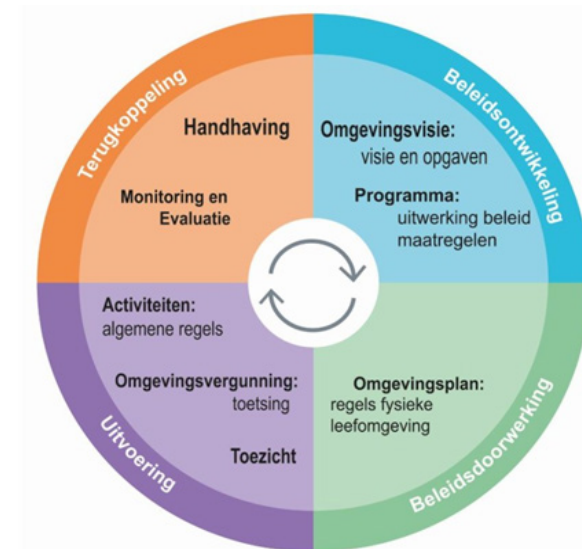 Terugkoppeling
Handhaving
Monitoring en
Evaluatie
Beleidsontwikkeling
Omgevingsvisie:
visie en opgaven
Programma:
uitwerking beleid
maatregelen
Uitvoering
Activiteiten:
algemene regels
Omgevingsvergunning:
toetsing
Toezicht
Beleidsdoorwerking
Omgevingsplan:
regels fysieke
leefomgeving